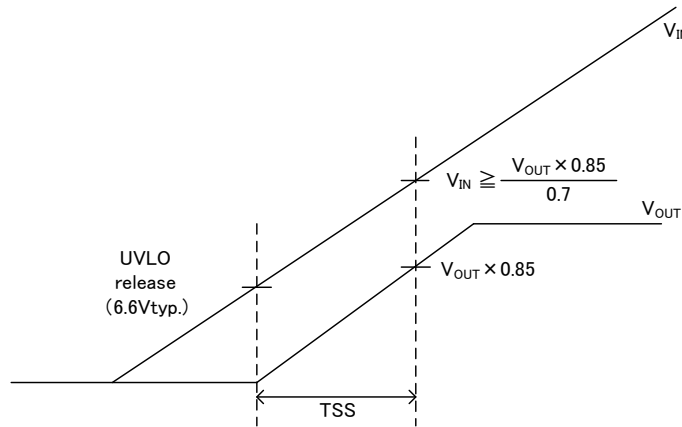 V_IN
V_IN ≧ V_OUT × 0.85
0.7
V_OUT
UVLO
release
(6.6Vtyp.)
V_OUT × 0.85
TSS